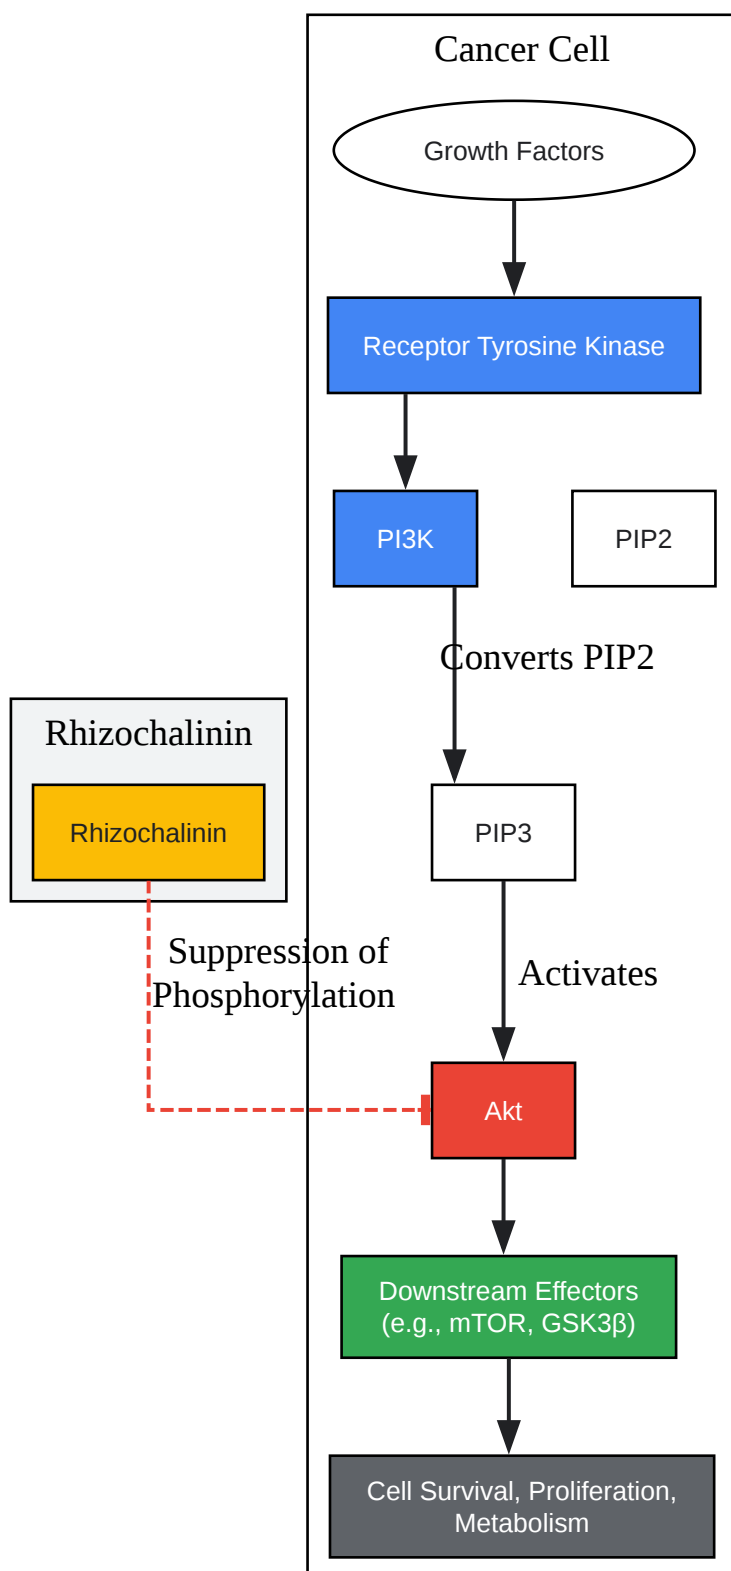 Cancer Cell
Growth Factors
Receptor Tyrosine Kinase
PI3K
PIP2
Converts PIP2
Rhizochalinin
Rhizochalinin
PIP3
Suppression of
Phosphorylation
Activates
Akt
Downstream Effectors
(e.g., mTOR, GSK3β)
Cell Survival, Proliferation,
Metabolism